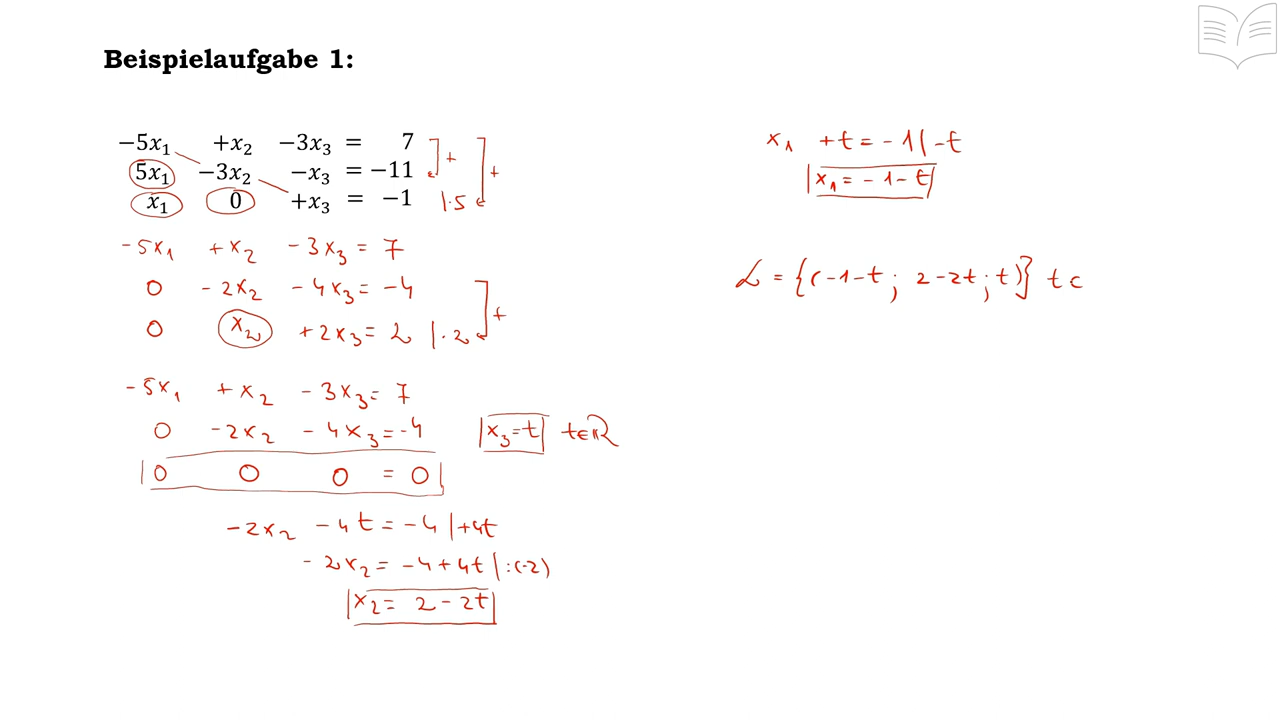 Beispielaufgabe 1:
−5x₁ +x₂ −3x₃ = 7 +
5x₁ −3x₂ −x₃ = −11 +
x₁ 0 +x₃ = −1 |·5
-5x₁ +x₂ -3x₃ = 7
0 -2x₂ -4x₃ = -4
0 x₂ +2x₃ = 2 |·2 +
-5x₁ +x₂ -3x₃ = 7
0 -2x₂ -4x₃ = -4 x₃ = t t∈ℝ
0 0 0 = 0
-2x₂ -4t = -4 |+4t
-2x₂ = -4+4t |:(-2)
x₂ = 2-2t
x₁ +t = -1 |-t
x₁ = -1-t
L = {(-1-t; 2-2t; t)} t ∈